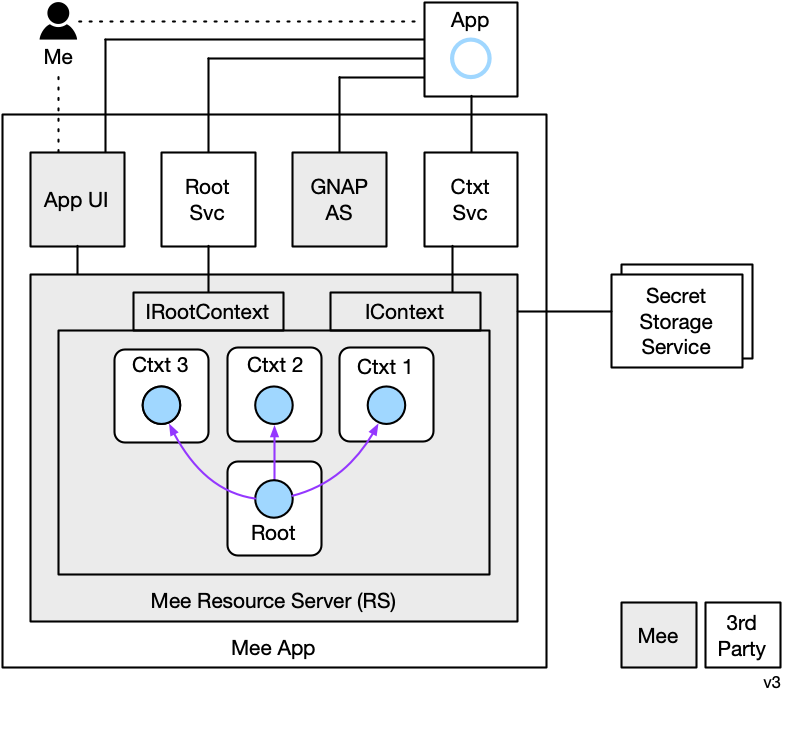 App
Me
App UI
Root
Svc
GNAP
AS
Ctxt
Svc
IRootContext
IContext
Secret
Storage
Service
Ctxt 3
Ctxt 2
Ctxt 1
Root
Mee Resource Server (RS)
Mee App
Mee
3rd
Party
v3